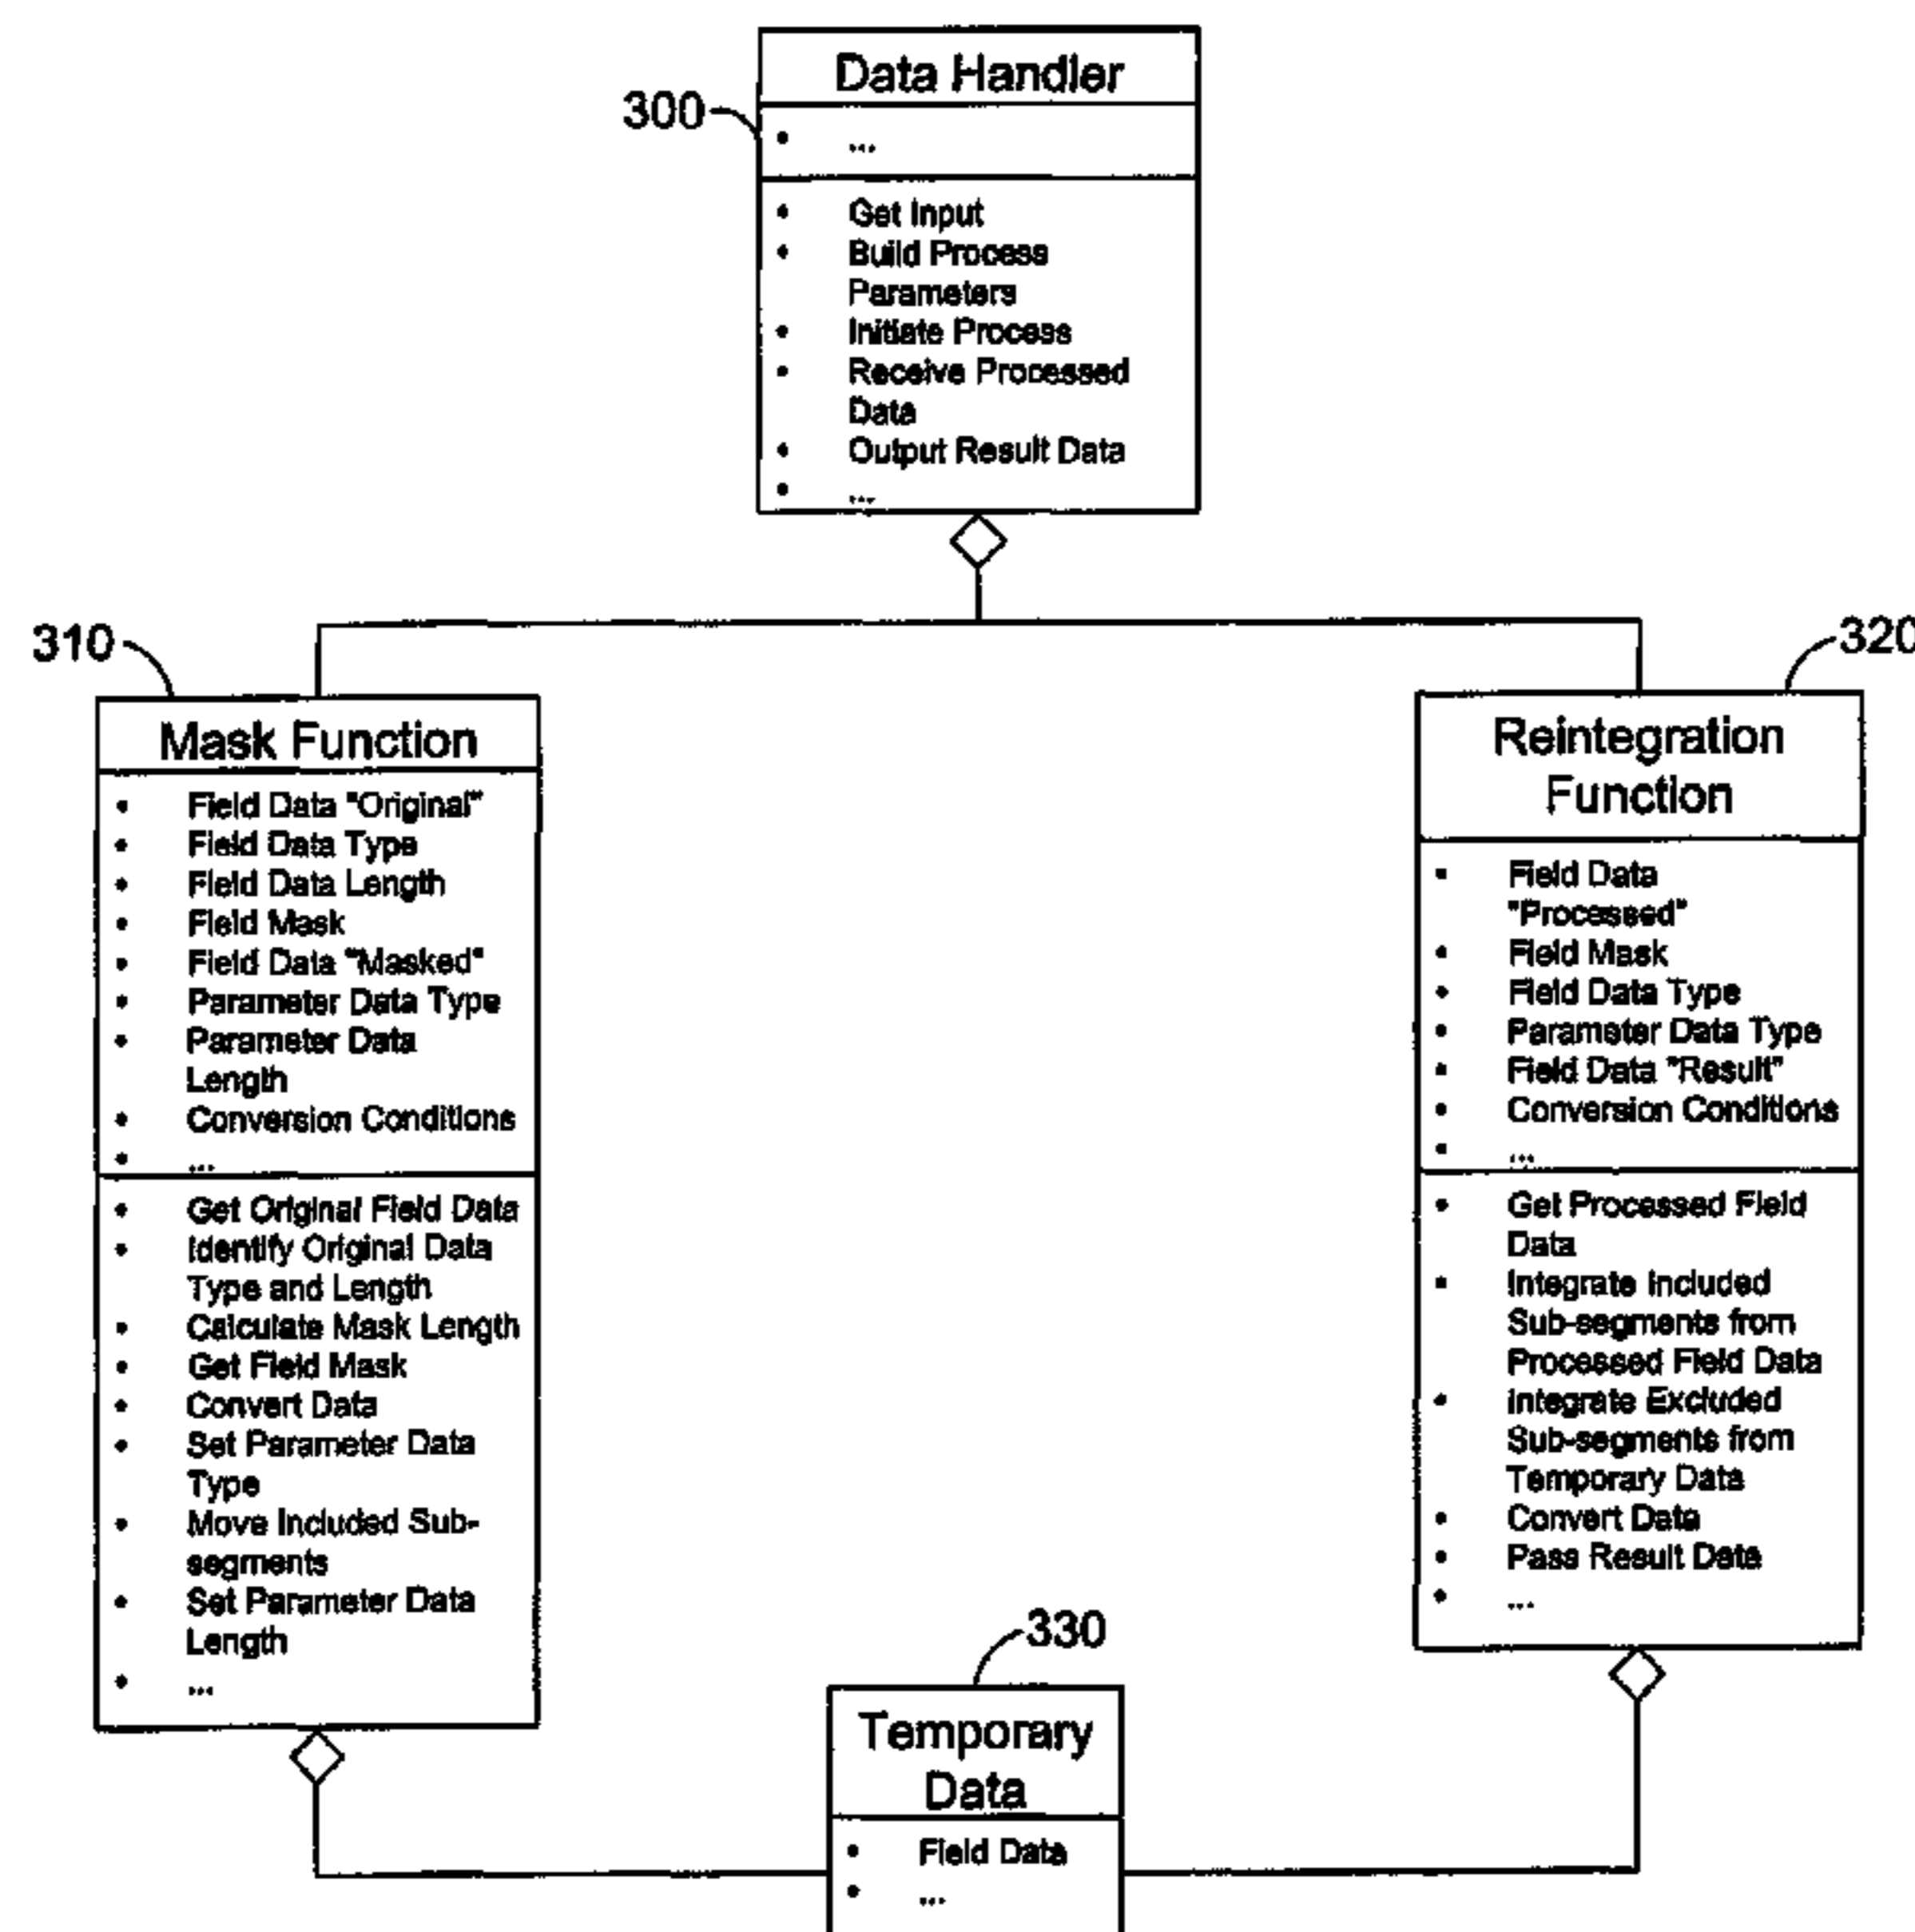 Data Handler
300
...
Get Input
Build Process
Parameters
Initiate Process
Receive Processed
Data
Output Result Data
...
310
320
Mask Function
Field Data "Original"
Field Data Type
Field Data Length
Field Mask
Field Data "Masked"
Parameter Data Type
Parameter Data
Length
Conversion Conditions
...
Get Original Field Data
Identify Original Data
Type and Length
Calculate Mask Length
Get Field Mask
Convert Data
Set Parameter Data
Type
Move Included Sub-
segments
Set Parameter Data
Length
...
Reintegration
Function
Field Data
"Processed"
Field Mask
Field Data Type
Parameter Data Type
Field Data "Result"
Conversion Conditions
...
Get Processed Field
Data
Integrate Included
Sub-segments from
Processed Field Data
Integrate Excluded
Sub-segments from
Temporary Data
Convert Data
Pass Result Data
...
330
Temporary
Data
Field Data
...